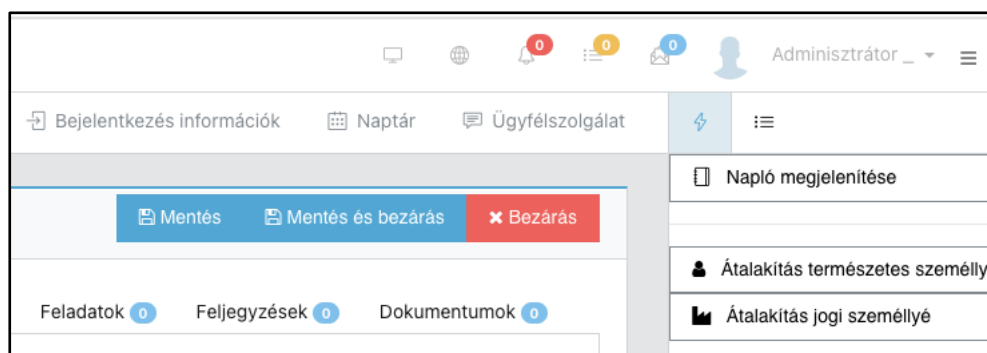 0 0 0 Adminisztrátor _
Bejelentkezés információk Naptár Ügyfélszolgálat
Napló megjelenítése
Mentés Mentés és bezárás Bezárás
Átalakítás természetes személly
Feladatok 0 Feljegyzések 0 Dokumentumok 0
Átalakítás jogi személlyé